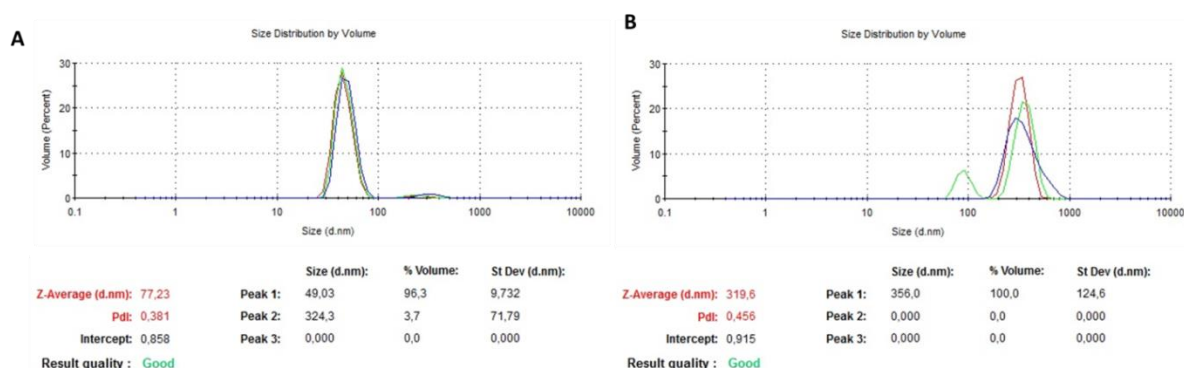 A
Size Distribution by Volume
Volume (Percent)
30
20
10
0
0.1 1 10 100 1000 10000
Size (d.nm)
Size (d.nm): % Volume: St Dev (d.nm):
Z-Average (d.nm): 77,23 Peak 1: 49,03 96,3 9,732
PdI: 0,381 Peak 2: 324,3 3,7 71,79
Intercept: 0,858 Peak 3: 0,000 0,0 0,000
Result quality : Good
B
Size Distribution by Volume
Volume (Percent)
30
20
10
0
0.1 1 10 100 1000 10000
Size (d.nm)
Size (d.nm): % Volume: St Dev (d.nm):
Z-Average (d.nm): 319,6 Peak 1: 356,0 100,0 124,6
PdI: 0,456 Peak 2: 0,000 0,0 0,000
Intercept: 0,915 Peak 3: 0,000 0,0 0,000
Result quality : Good